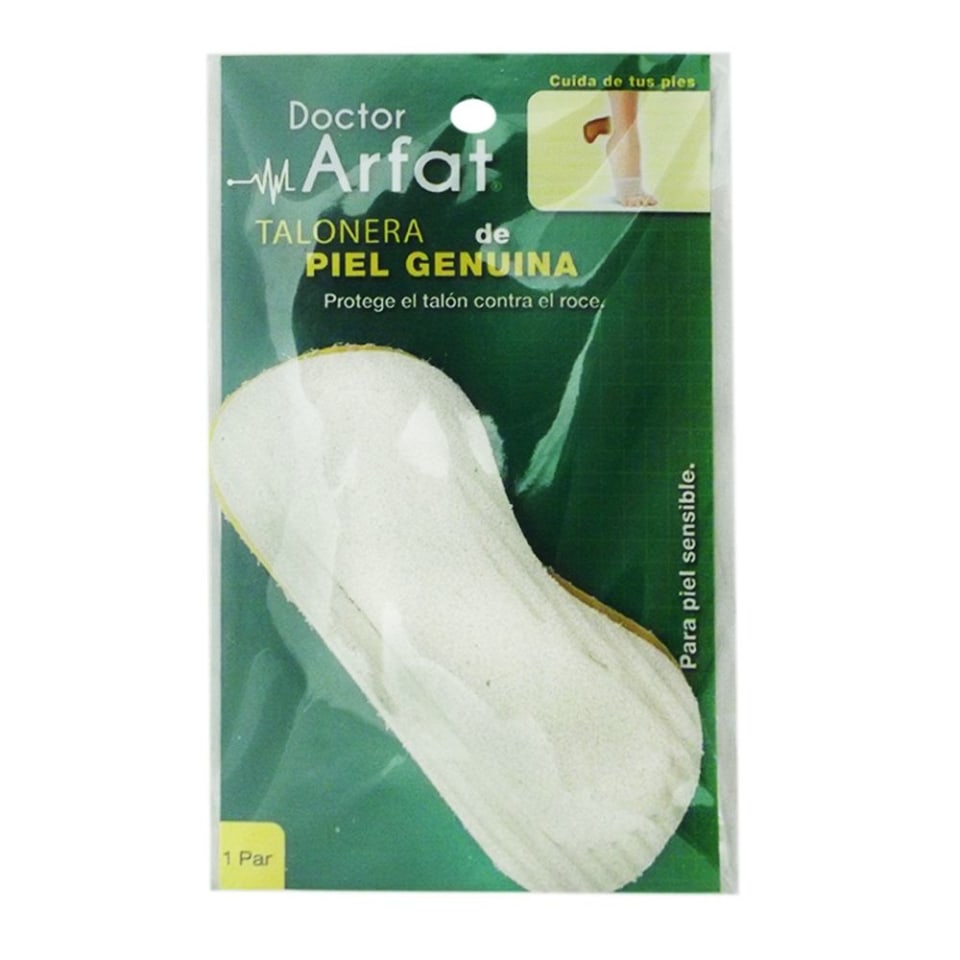 Cuida de tus pies
Doctor
Arfat®
TALONERA de
PIEL GENUINA
Protege el talón contra el roce.
Para piel sensible.
1 Par